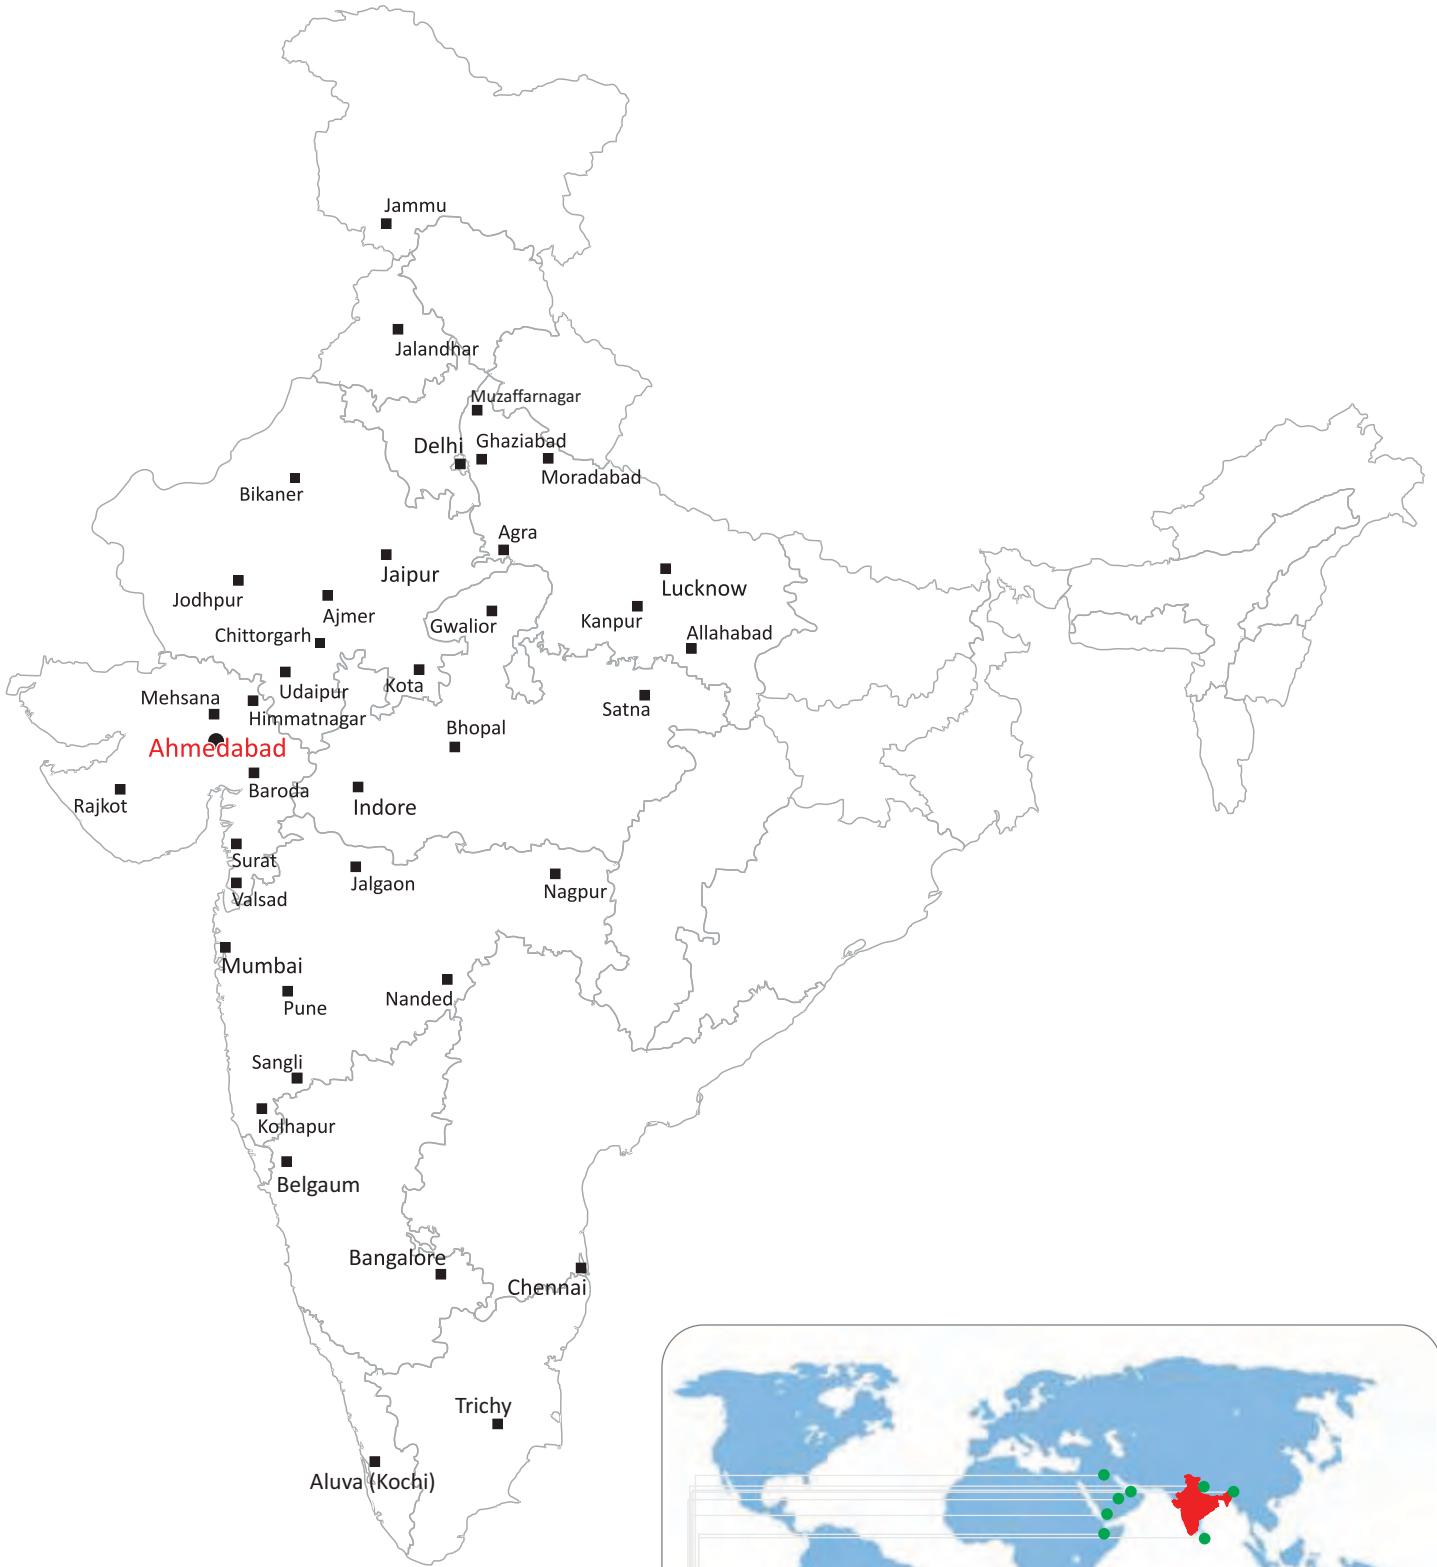 Jammu
Jalandhar
Muzaffarnagar
Delhi
Ghaziabad
Moradabad
Bikaner
Agra
Jaipur
Lucknow
Jodhpur
Ajmer
Kanpur
Gwalior
Chittorgarh
Allahabad
Udaipur
Kota
Mehsana
Satna
Himmatnagar
Bhopal
Ahmedabad
Baroda
Rajkot
Indore
Surat
Jalgaon
Nagpur
Valsad
Mumbai
Nanded
Pune
Sangli
Kolhapur
Belgaum
Bangalore
Chennai
Trichy
Aluva (Kochi)